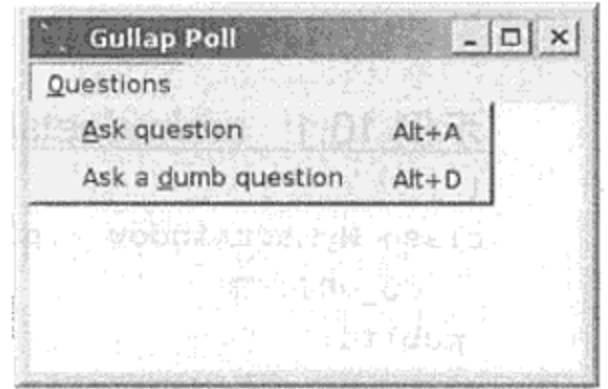 Gullap Poll
Questions
Ask question Alt+A
Ask a dumb question Alt+D